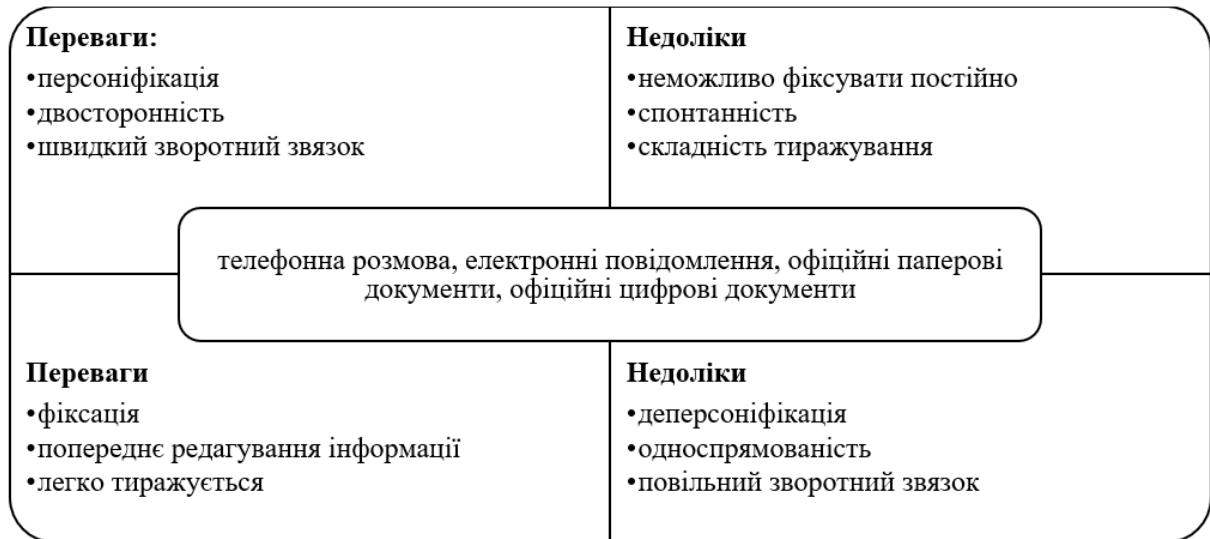 Переваги:
•персоніфікація
•двосторонність
•швидкий зворотний звязок
Недоліки
•неможливо фіксувати постійно
•спонтанність
•складність тиражування
телефонна розмова, електронні повідомлення, офіційні паперові
документи, офіційні цифрові документи
Переваги
•фіксація
•попереднє редагування інформації
•легко тиражується
Недоліки
•деперсоніфікація
•односпрямованість
•повільний зворотний звязок